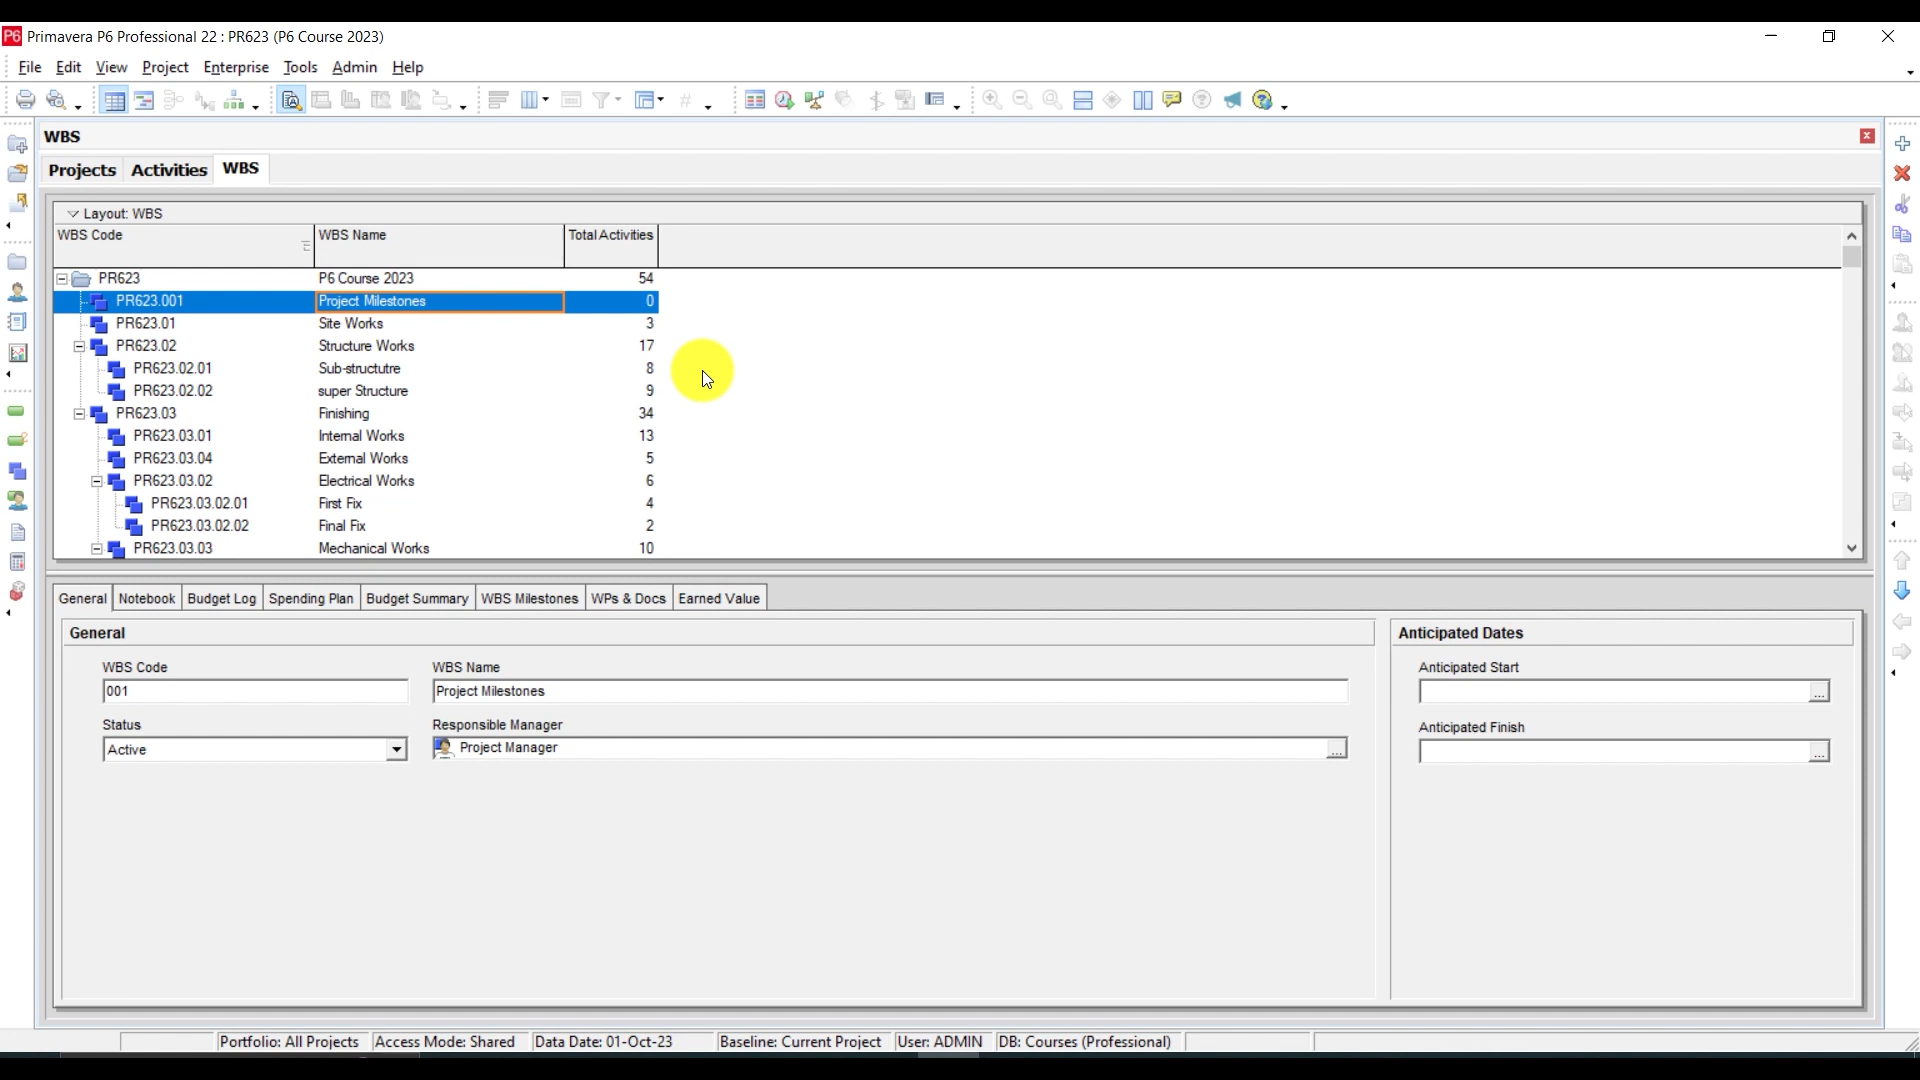 P6 Primavera P6 Professional 22 : PR623 (P6 Course 2023)
File Edit View Project Enterprise Tools Admin Help
WBS
Projects Activities WBS
Layout: WBS
WBS Code WBS Name Total Activities
PR623 P6 Course 2023 54
PR623.001 Project Milestones 0
PR623.01 Site Works 3
PR623.02 Structure Works 17
PR623.02.01 Sub-structutre 8
PR623.02.02 super Structure 9
PR623.03 Finishing 34
PR623.03.01 Internal Works 13
PR623.03.04 External Works 5
PR623.03.02 Electrical Works 6
PR623.03.02.01 First Fix 4
PR623.03.02.02 Final Fix 2
PR623.03.03 Mechanical Works 10
General Notebook Budget Log Spending Plan Budget Summary WBS Milestones WPs & Docs Earned Value
General Anticipated Dates
WBS Code WBS Name Anticipated Start
001 Project Milestones ...
Status Responsible Manager Anticipated Finish
Active Project Manager ... ...
Portfolio: All Projects Access Mode: Shared Data Date: 01-Oct-23 Baseline: Current Project User: ADMIN DB: Courses (Professional)